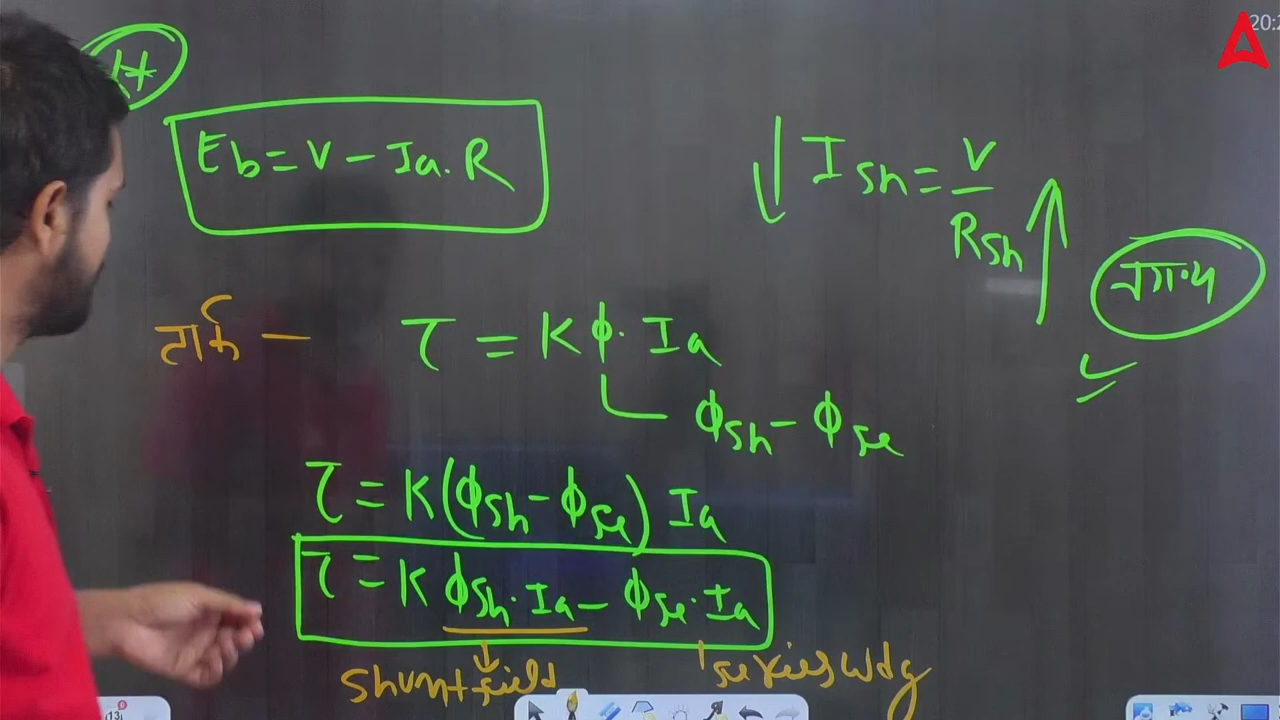 Eb = V − Ia. R
↓ Ish = V / Rsh ↑
नगण्य
टार्क − τ = Kϕ. Ia
ϕsh − ϕse
τ = K(ϕsh − ϕse) Ia
τ = K ϕsh. Ia − ϕse. Ia
shunt field
series wdg